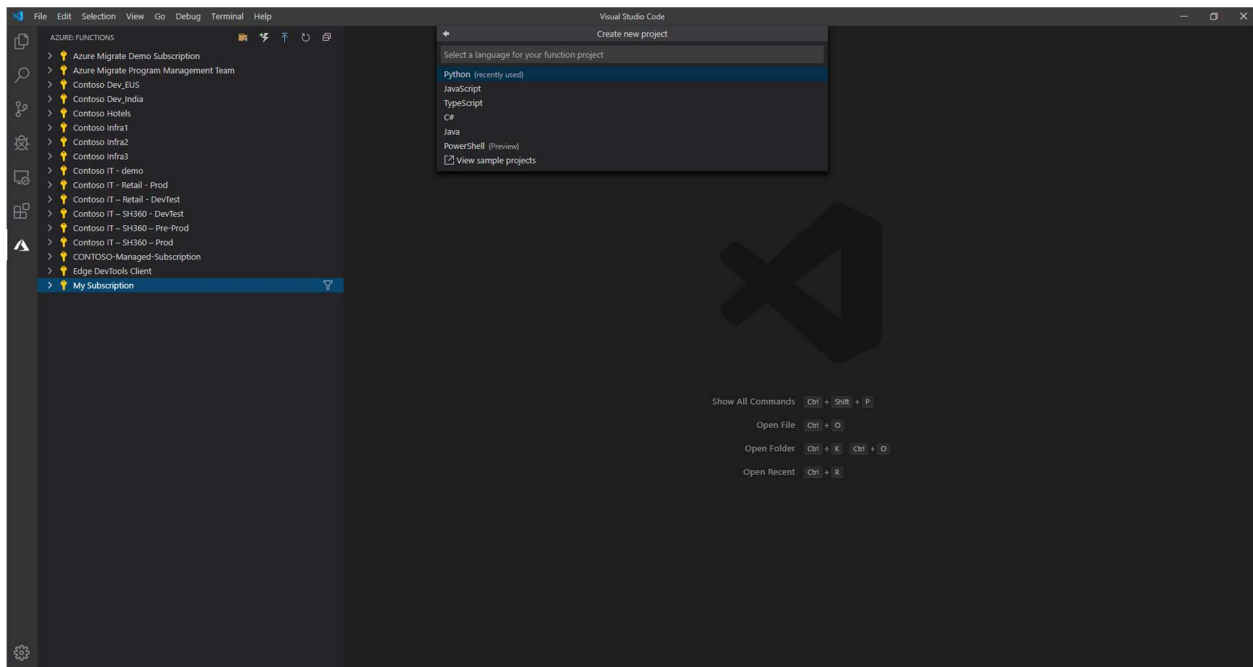 File Edit Selection View Go Debug Terminal Help
Visual Studio Code
AZURE: FUNCTIONS
Azure Migrate Demo Subscription
Azure Migrate Program Management Team
Contoso Dev_EUS
Contoso Dev_India
Contoso Hotels
Contoso Infra1
Contoso Infra2
Contoso Infra3
Contoso IT - demo
Contoso IT - Retail - Prod
Contoso IT – Retail - DevTest
Contoso IT – SH360 - DevTest
Contoso IT – SH360 – Pre-Prod
Contoso IT – SH360 – Prod
CONTOSO-Managed-Subscription
Edge DevTools Client
My Subscription
Create new project
Select a language for your function project
Python (recently used)
JavaScript
TypeScript
C#
Java
PowerShell (Preview)
View sample projects
Show All Commands Ctrl + Shift + P
Open File Ctrl + O
Open Folder Ctrl + K Ctrl + O
Open Recent Ctrl + R